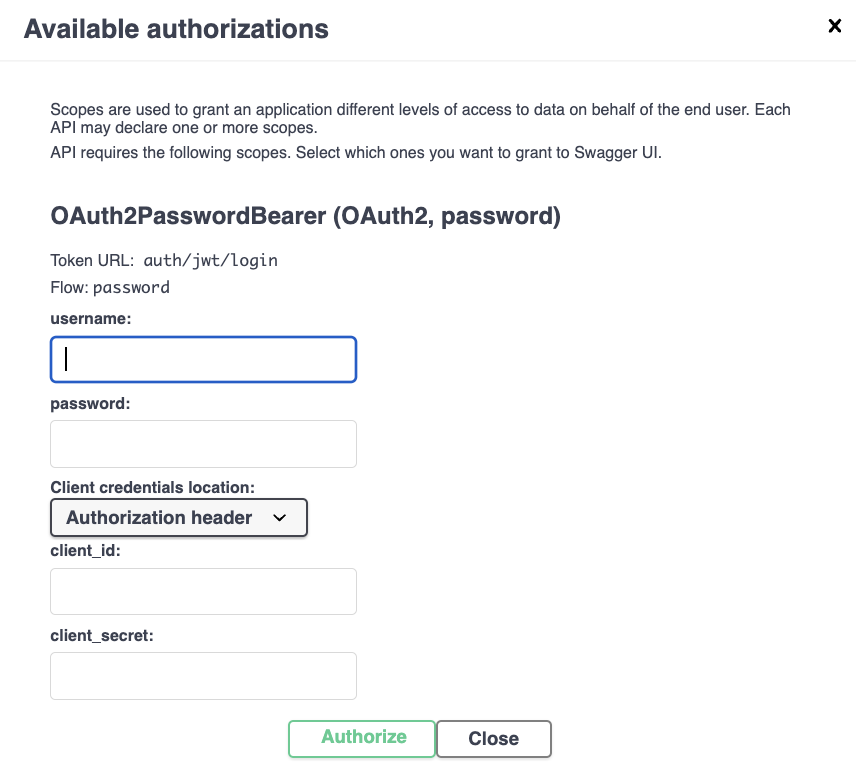 Available authorizations
Scopes are used to grant an application different levels of access to data on behalf of the end user. Each
API may declare one or more scopes.
API requires the following scopes. Select which ones you want to grant to Swagger UI.
OAuth2PasswordBearer (OAuth2, password)
Token URL: auth/jwt/login
Flow: password
username:
password:
Client credentials location:
Authorization header
client_id:
client_secret:
Authorize Close